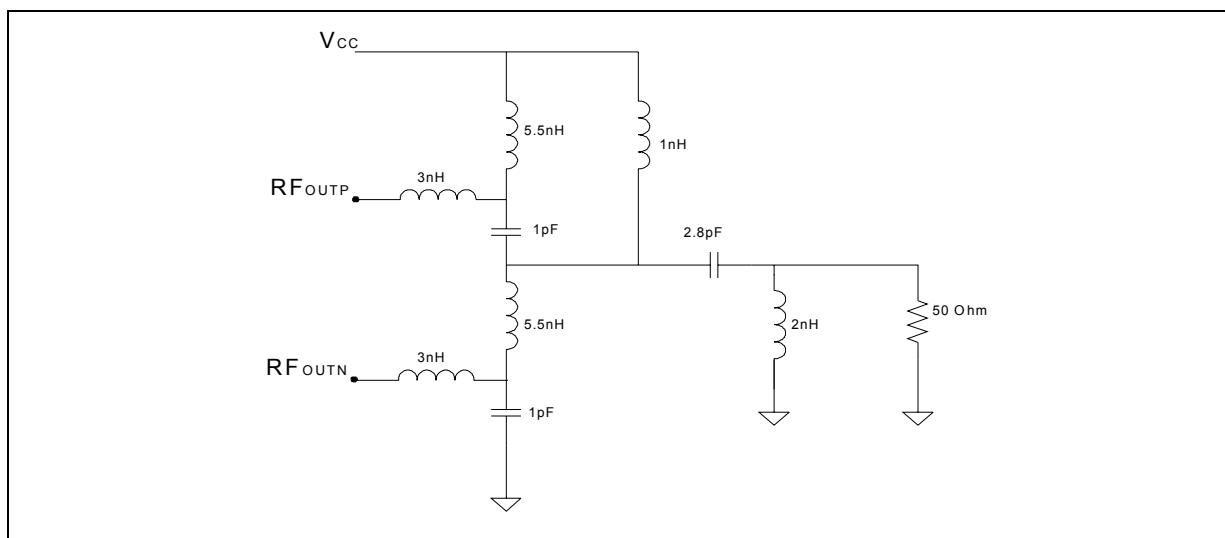 VCC
5.5nH
1nH
3nH
RFOUTP
1pF
2.8pF
5.5nH
2nH
50 Ohm
3nH
RFOUTN
1pF